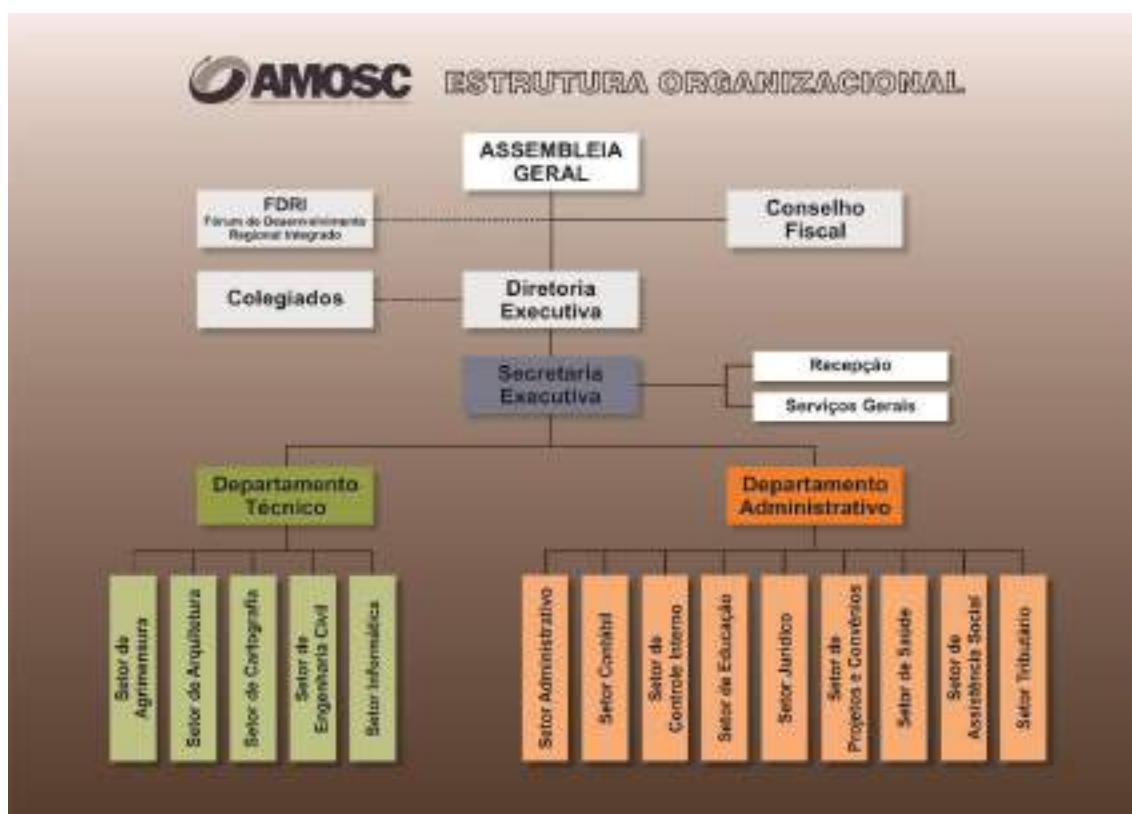 AMOSC ESTRUTURA ORGANIZACIONAL
ASSEMBLEIA
GERAL
FDRI
Fórum de Desenvolvimento
Regional Integrado
Conselho
Fiscal
Colegiados
Diretoria
Executiva
Secretaria
Executiva
Recepção
Serviços Gerais
Departamento
Técnico
Departamento
Administrativo
Setor de
Agrimensura
Setor de Arquitetura
Setor de Cartografia
Setor de
Engenharia Civil
Setor Informática
Setor Administrativo
Setor Contábil
Setor de
Controle Interno
Setor de Educação
Setor Jurídico
Setor de
Projetos e Convênios
Setor de Saúde
Setor de
Assistência Social
Setor Tributário